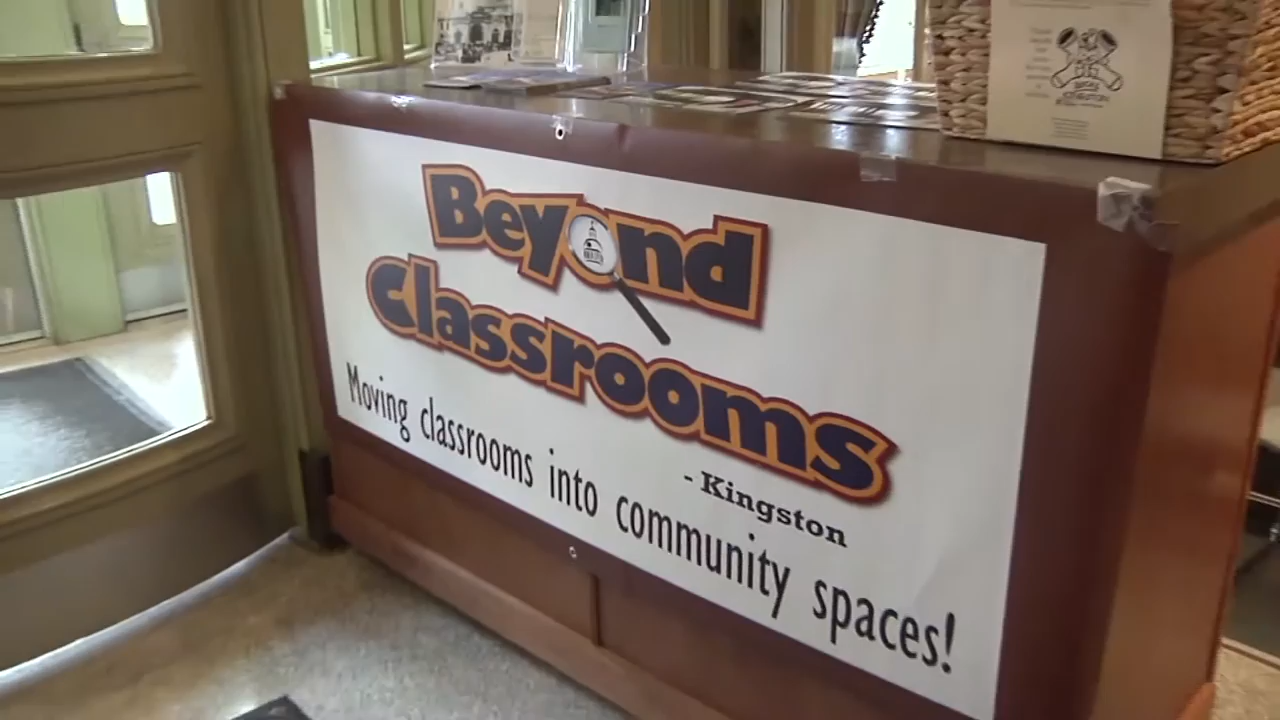 Beyond
Classrooms
- Kingston
Moving classrooms into community spaces!